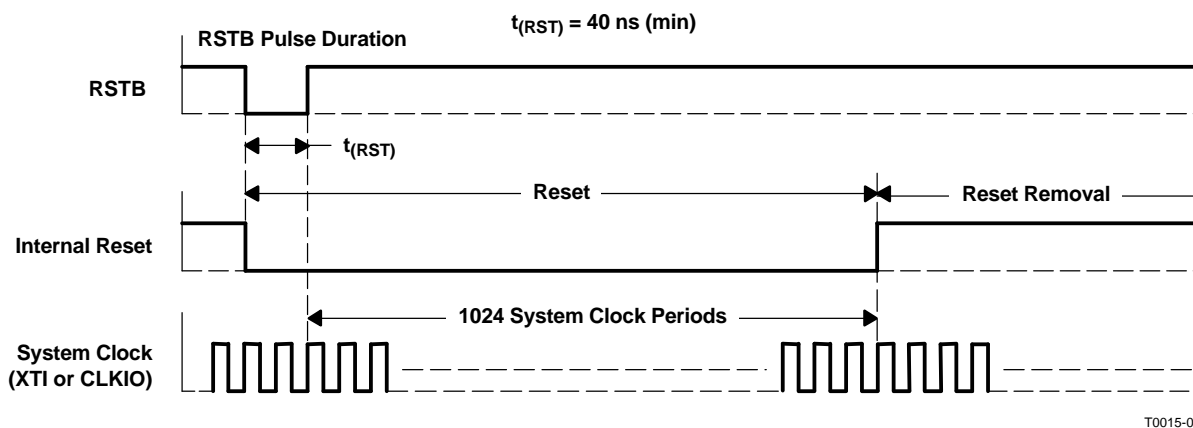 t(RST) = 40 ns (min)
RSTB Pulse Duration
RSTB
t(RST)
Reset
Reset Removal
Internal Reset
1024 System Clock Periods
System Clock
(XTI or CLKIO)
T0015-0